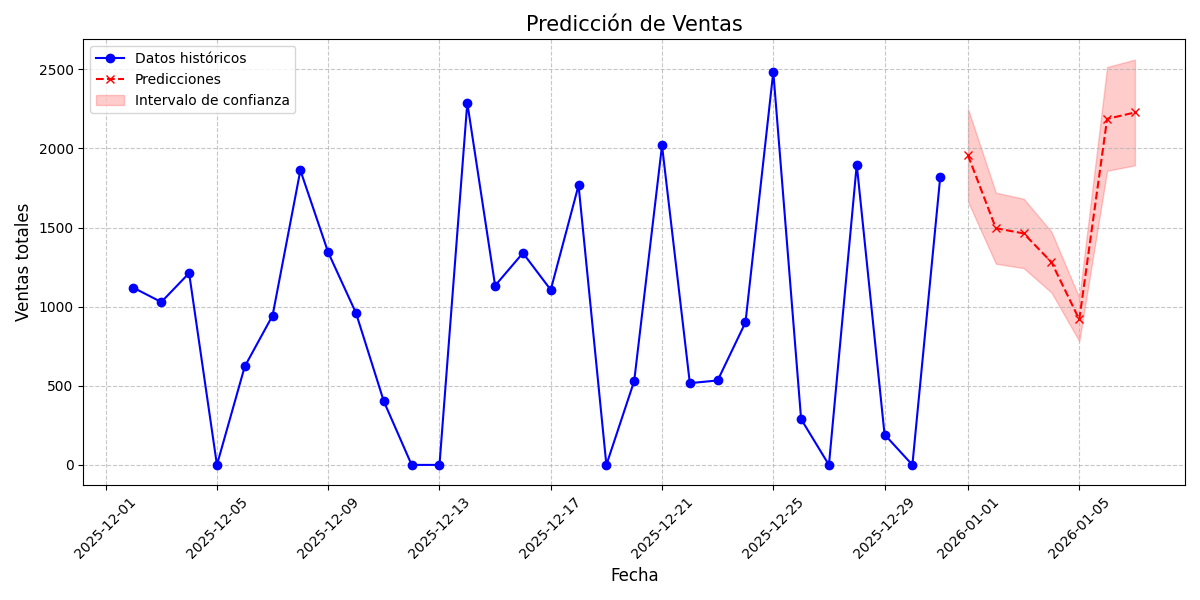 Predicción de Ventas
Datos históricos
Predicciones
Intervalo de confianza
Ventas totales
2500
2000
1500
1000
500
0
2025-12-01
2025-12-05
2025-12-09
2025-12-13
2025-12-17
2025-12-21
2025-12-25
2025-12-29
2026-01-01
2026-01-05
Fecha